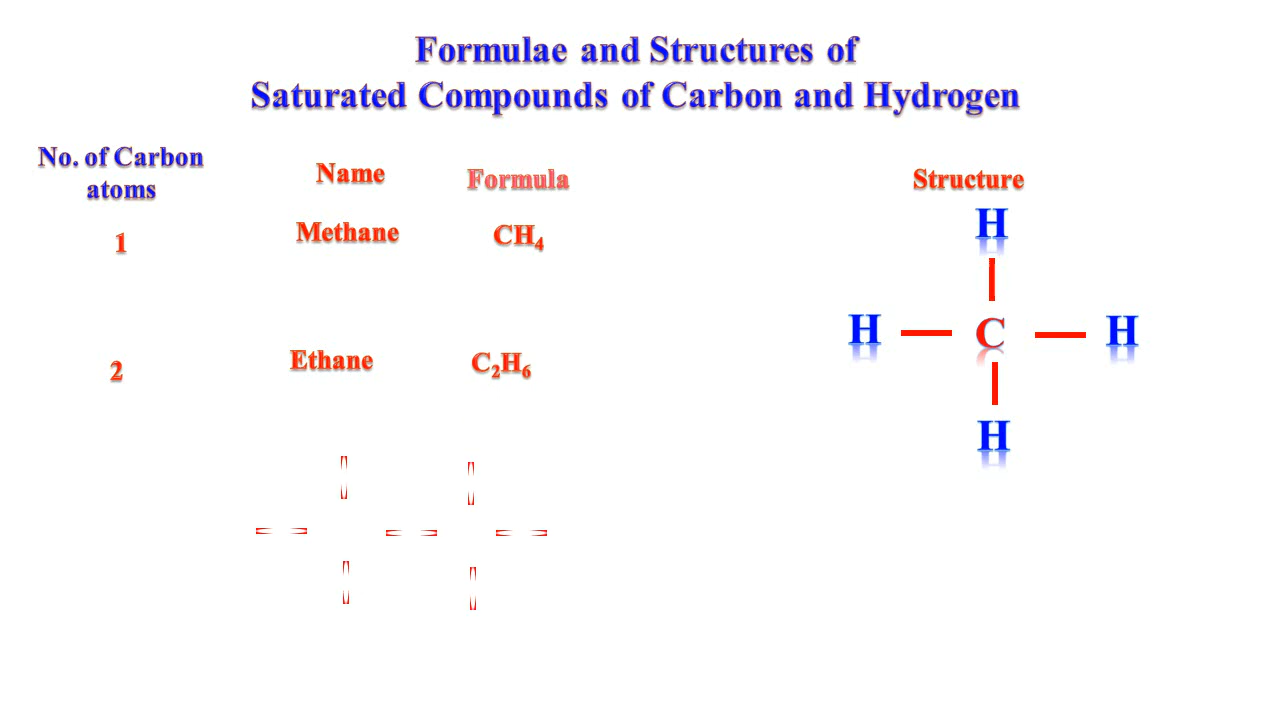 Formulae and Structures of
Saturated Compounds of Carbon and Hydrogen
No. of Carbon
atoms
Name
Formula
Structure
1
Methane
CH₄
H
H C H
H
2
Ethane
C₂H₆